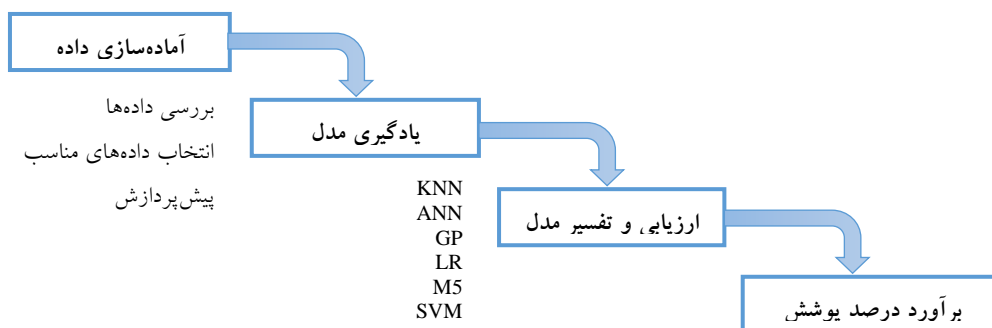 آماده‌سازی داده
بررسی داده‌ها
انتخاب داده‌های مناسب
پیش‌پردازش
یادگیری مدل
KNN
ANN
GP
LR
M5
SVM
ارزیابی و تفسیر مدل
برآورد درصد پوشش